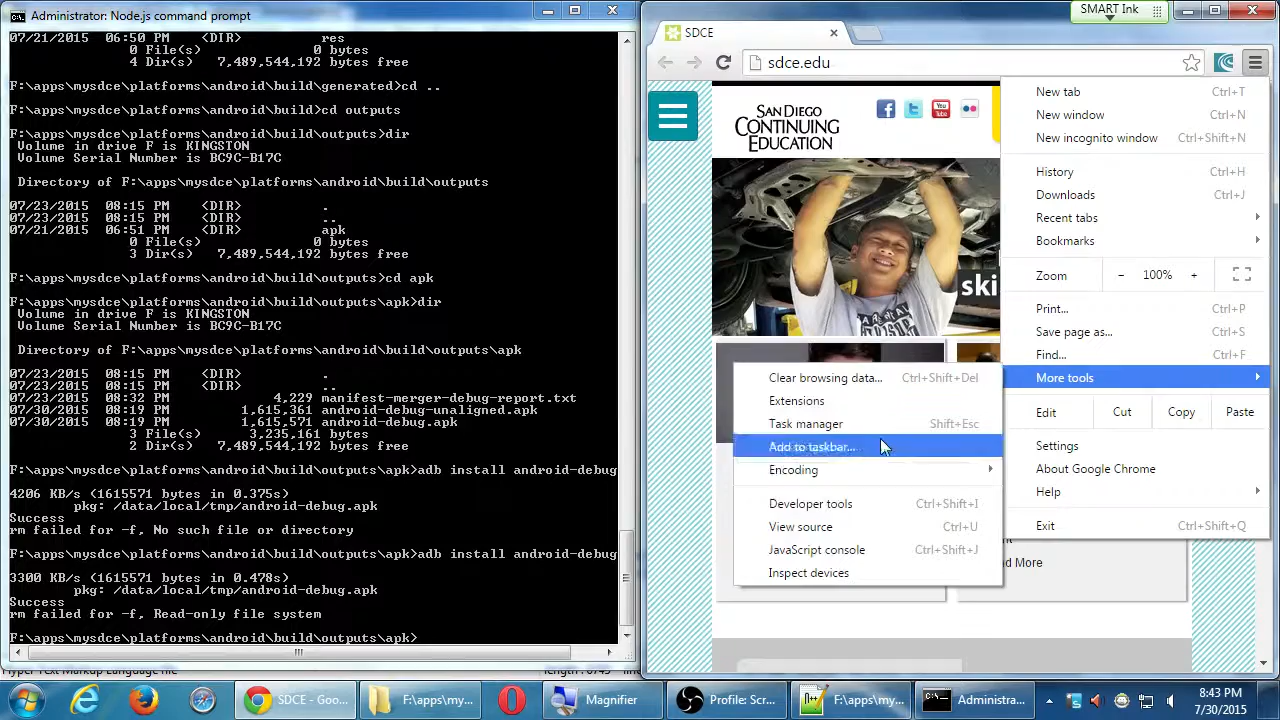 Administrator: Node.js command prompt
07/21/2015  06:50 PM    <DIR>          res
0 File(s)              0 bytes
4 Dir(s)   7,489,544,192 bytes free
F:\apps\mysdce\platforms\android\build\generated>cd ..
F:\apps\mysdce\platforms\android\build>cd outputs
F:\apps\mysdce\platforms\android\build\outputs>dir
Volume in drive F is KINGSTON
Volume Serial Number is BC9C-B17C
Directory of F:\apps\mysdce\platforms\android\build\outputs
07/23/2015  08:15 PM    <DIR>          .
07/23/2015  08:15 PM    <DIR>          ..
07/21/2015  06:51 PM    <DIR>          apk
0 File(s)              0 bytes
3 Dir(s)   7,489,544,192 bytes free
F:\apps\mysdce\platforms\android\build\outputs>cd apk
F:\apps\mysdce\platforms\android\build\outputs\apk>dir
Volume in drive F is KINGSTON
Volume Serial Number is BC9C-B17C
Directory of F:\apps\mysdce\platforms\android\build\outputs\apk
07/23/2015  08:15 PM    <DIR>          .
07/23/2015  08:15 PM    <DIR>          ..
07/23/2015  08:32 PM             4,229 manifest-merger-debug-report.txt
07/30/2015  08:19 PM         1,615,361 android-debug-unaligned.apk
07/30/2015  08:19 PM         1,615,571 android-debug.apk
3 File(s)      3,235,161 bytes
2 Dir(s)   7,489,544,192 bytes free
F:\apps\mysdce\platforms\android\build\outputs\apk>adb install android-debug
4206 KB/s (1615571 bytes in 0.375s)
pkg: /data/local/tmp/android-debug.apk
Success
rm failed for -f, No such file or directory
F:\apps\mysdce\platforms\android\build\outputs\apk>adb install android-debug
3300 KB/s (1615571 bytes in 0.478s)
pkg: /data/local/tmp/android-debug.apk
Success
rm failed for -f, Read-only file system
F:\apps\mysdce\platforms\android\build\outputs\apk>
SMART Ink
SDCE
sdce.edu
SAN DIEGO
CONTINUING
EDUCATION
You Tube
ski
d More
New tab Ctrl+T
New window Ctrl+N
New incognito window Ctrl+Shift+N
History Ctrl+H
Downloads Ctrl+J
Recent tabs
Bookmarks
Zoom − 100% +
Print... Ctrl+P
Save page as... Ctrl+S
Find... Ctrl+F
More tools
Edit Cut Copy Paste
Settings
About Google Chrome
Help
Exit Ctrl+Shift+Q
Clear browsing data... Ctrl+Shift+Del
Extensions
Task manager Shift+Esc
Add to taskbar...
Encoding
Developer tools Ctrl+Shift+I
View source Ctrl+U
JavaScript console Ctrl+Shift+J
Inspect devices
SDCE - Goo...
F:\apps\my...
Magnifier
Profile: Scr...
F:\apps\my...
Administra...
8:43 PM
7/30/2015